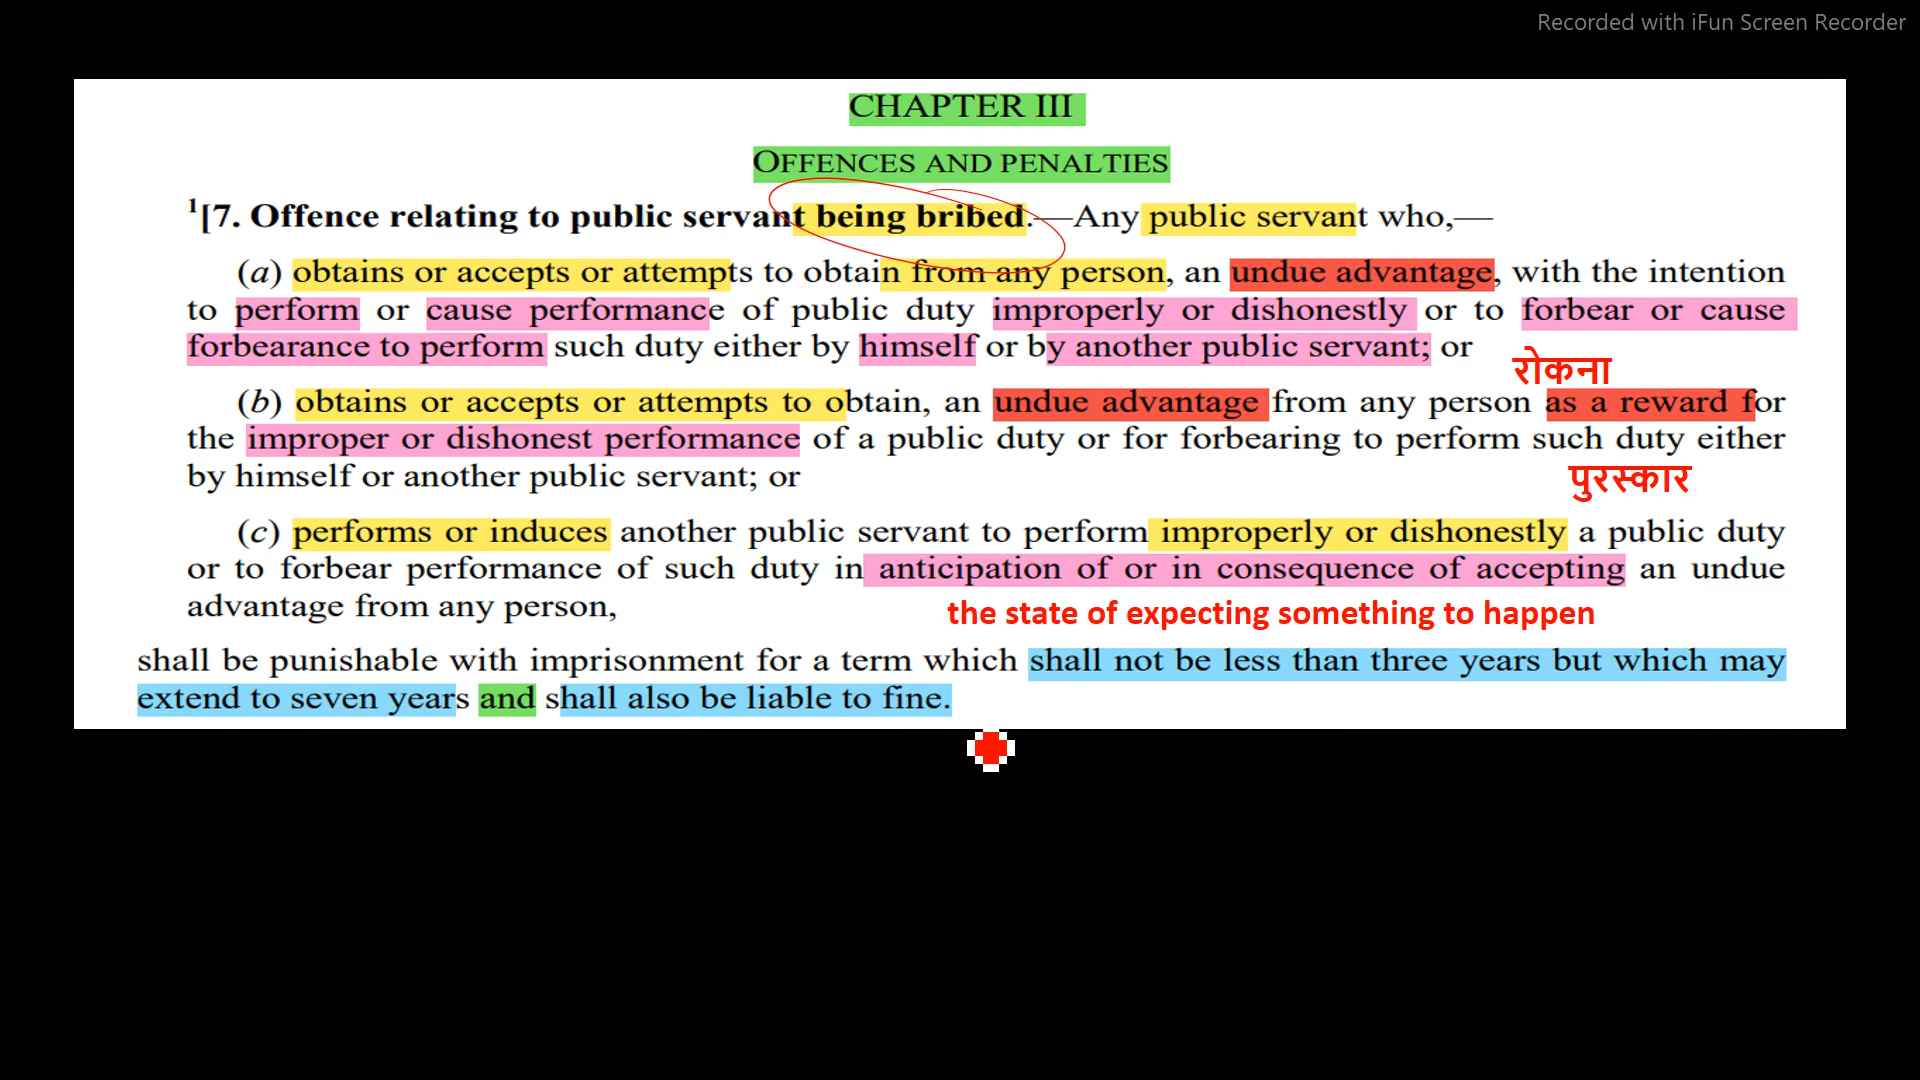 Recorded with iFun Screen Recorder
CHAPTER III
OFFENCES AND PENALTIES
1[7. Offence relating to public servant being bribed.—Any public servant who,—
(a) obtains or accepts or attempts to obtain from any person, an undue advantage, with the intention
to perform or cause performance of public duty improperly or dishonestly or to forbear or cause
forbearance to perform such duty either by himself or by another public servant; or
रोकना
(b) obtains or accepts or attempts to obtain, an undue advantage from any person as a reward for
the improper or dishonest performance of a public duty or for forbearing to perform such duty either
by himself or another public servant; or
पुरस्कार
(c) performs or induces another public servant to perform improperly or dishonestly a public duty
or to forbear performance of such duty in anticipation of or in consequence of accepting an undue
advantage from any person,
the state of expecting something to happen
shall be punishable with imprisonment for a term which shall not be less than three years but which may
extend to seven years and shall also be liable to fine.